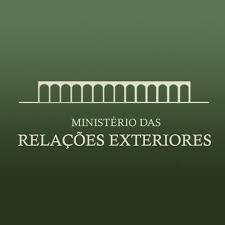 MINISTÉRIO DAS
RELAÇÕES EXTERIORES